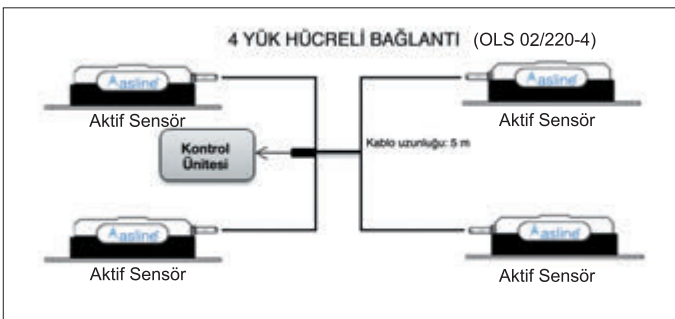 4 YÜK HÜCRELİ BAĞLANTI (OLS 02/220-4)
Aasline
Aasline
Aktif Sensör
Aktif Sensör
Kontrol
Ünitesi
Kablo uzunluğu: 5 m
Aasline
Aasline
Aktif Sensör
Aktif Sensör